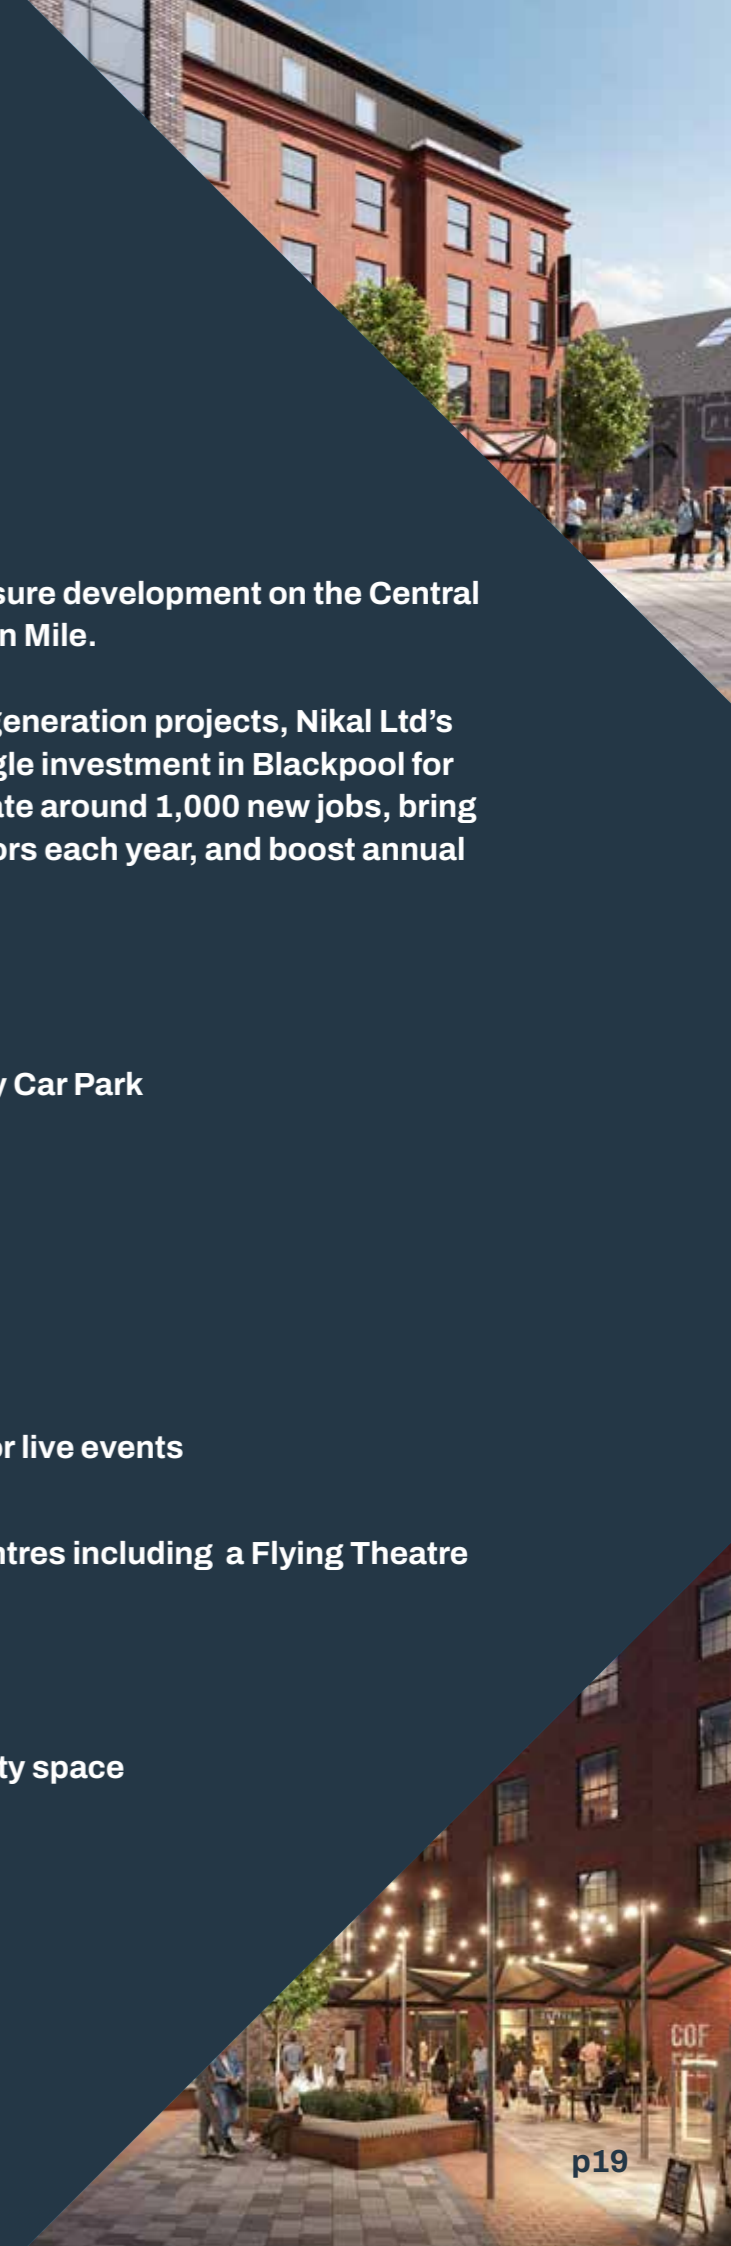 sure development on the Central
n Mile.
generation projects, Nikal Ltd’s
gle investment in Blackpool for
ate around 1,000 new jobs, bring
ors each year, and boost annual
y Car Park
or live events
ntres including a Flying Theatre
ty space
COF
FEE
p19